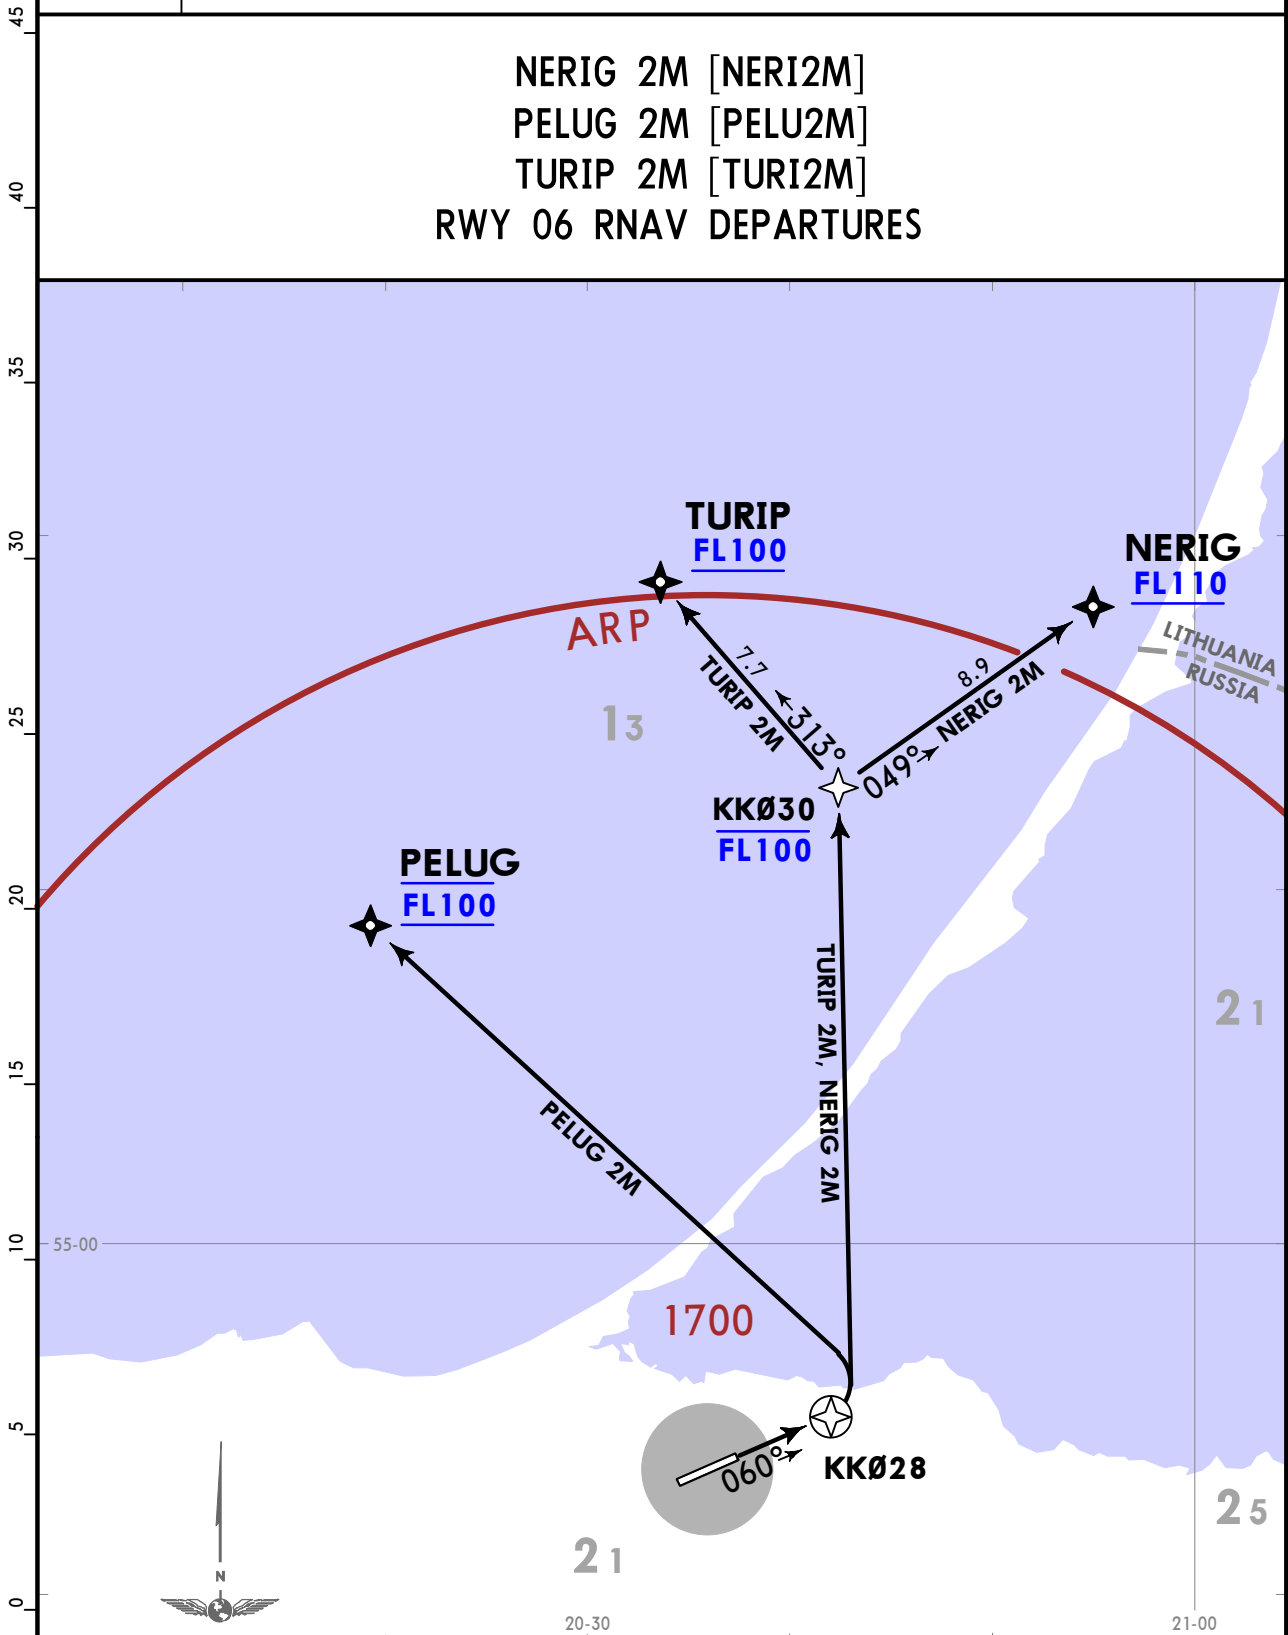 45
NERIG 2M [NERI2M]
PELUG 2M [PELU2M]
TURIP 2M [TURI2M]
RWY 06 RNAV DEPARTURES
40
35
30
25
20
15
10
5
0
TURIP
FL100
NERIG
FL110
ARP
LITHUANIA
RUSSIA
7.7
TURIP 2M
313°
8.9
NERIG 2M
049°
13
KKØ30
FL100
PELUG
FL100
TURIP 2M, NERIG 2M
21
PELUG 2M
55-00
1700
060°
KKØ28
25
21
N
20-30
21-00